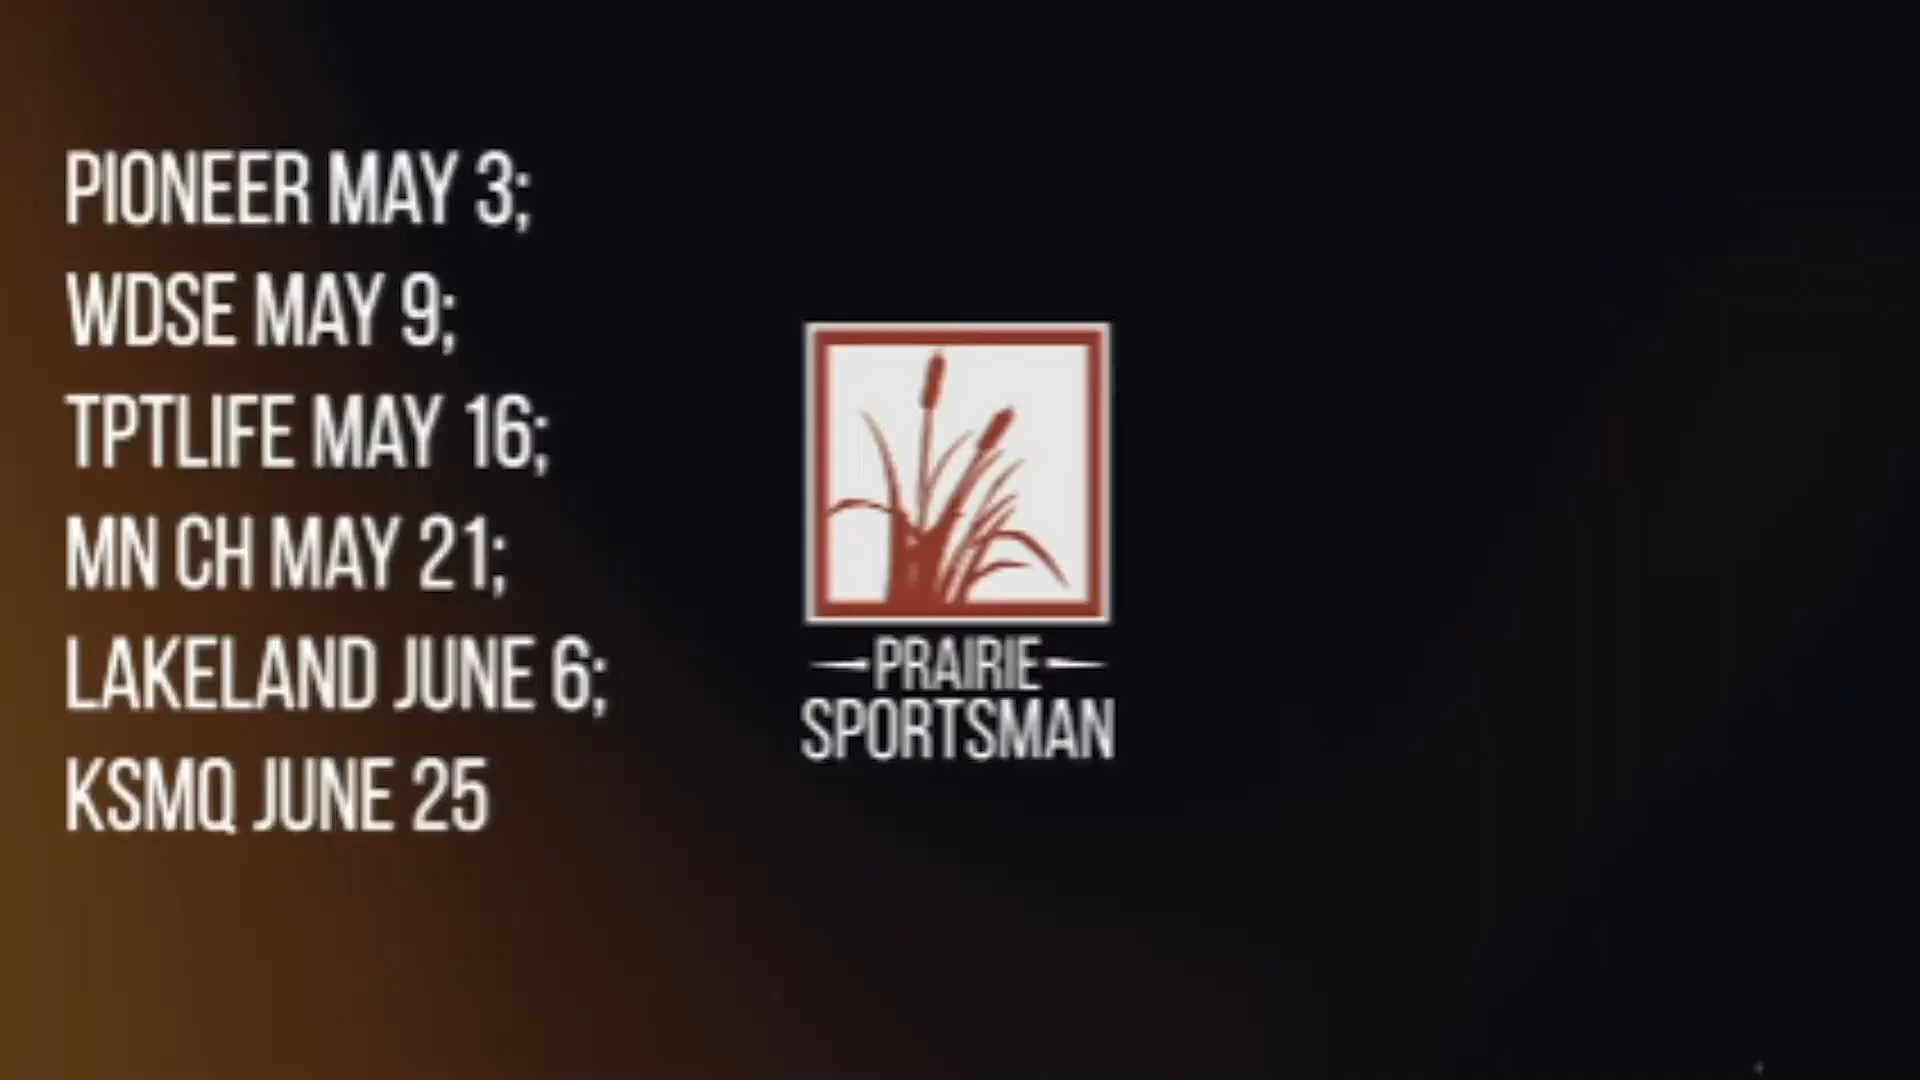 PIONEER MAY 3;
WDSE MAY 9;
TPTLIFE MAY 16;
MN CH MAY 21;
LAKELAND JUNE 6;
KSMQ JUNE 25
PRAIRIE
SPORTSMAN